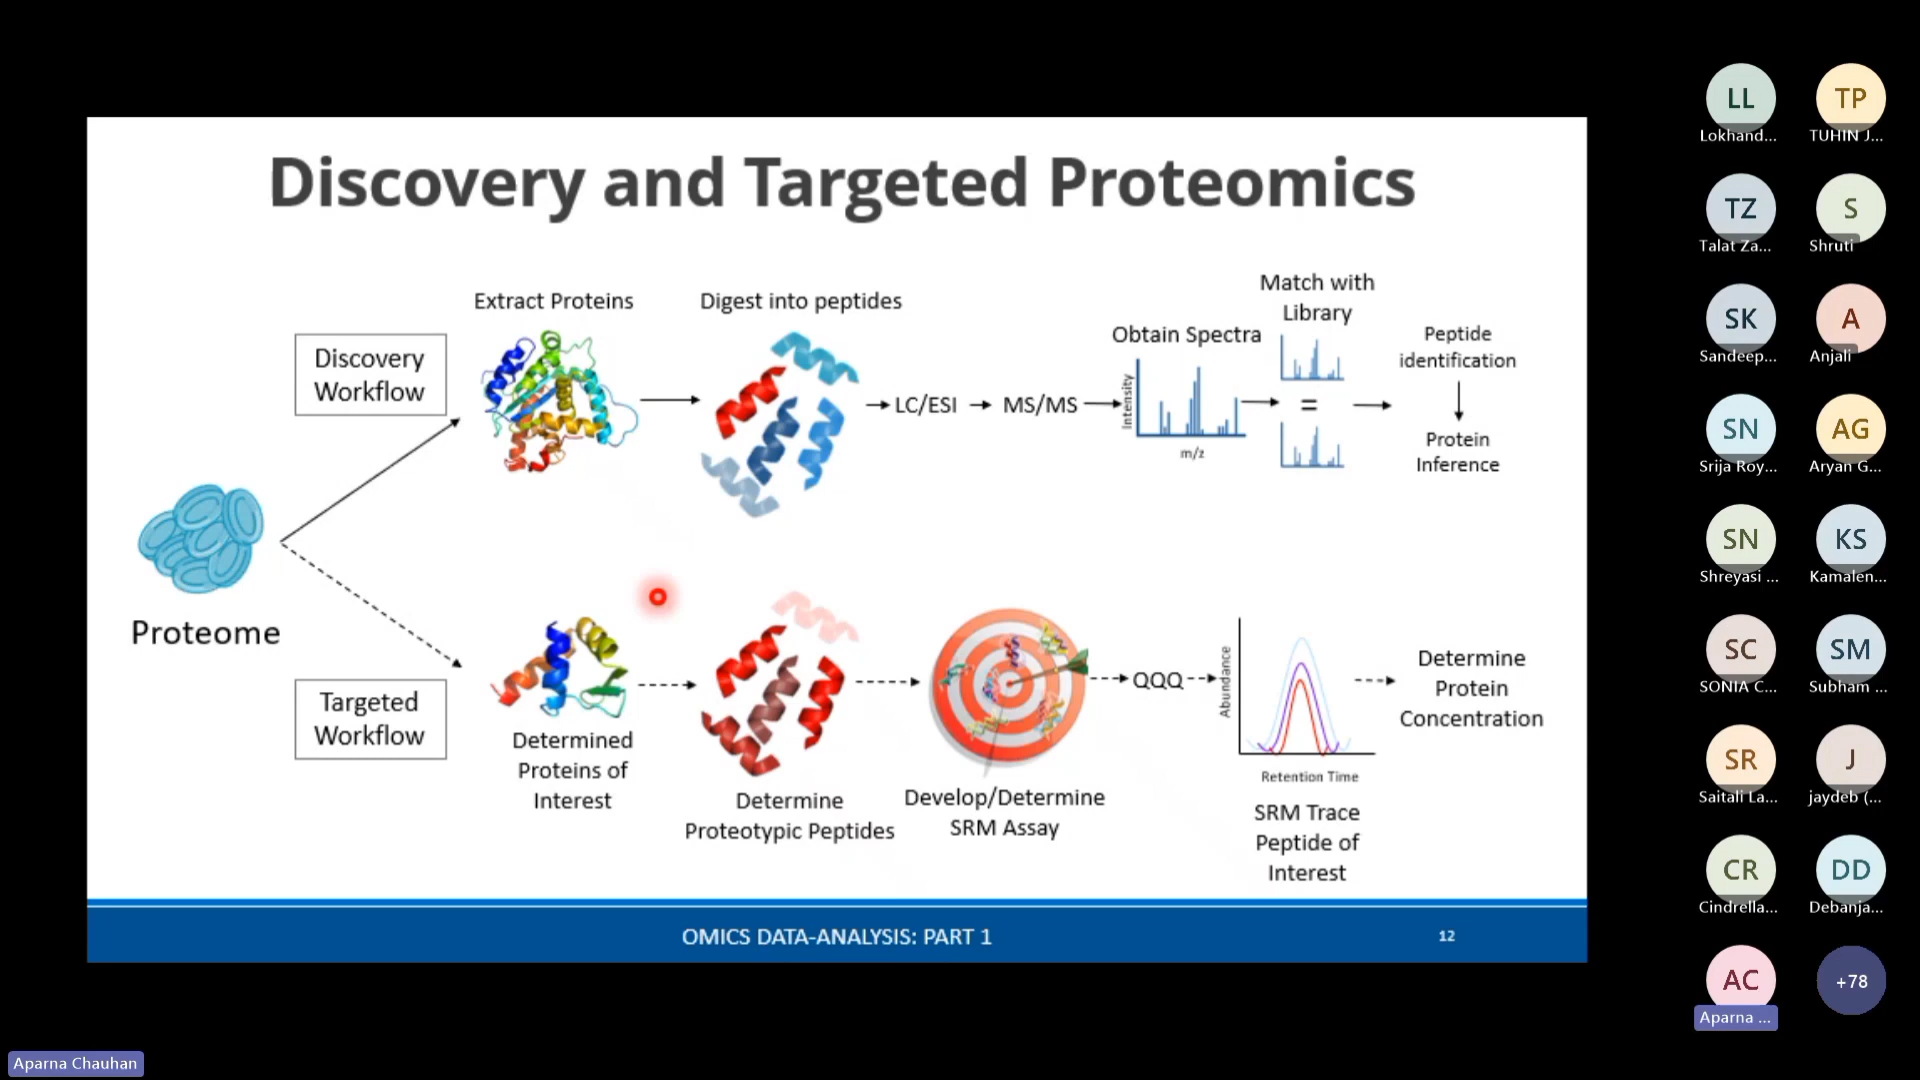 Discovery and Targeted Proteomics
Discovery
Workflow
Extract Proteins
Digest into peptides
LC/ESI
MS/MS
Obtain Spectra
Intensity
m/z
Match with
Library
=
Peptide
identification
Protein
Inference
Proteome
Targeted
Workflow
Determined
Proteins of
Interest
Determine
Proteotypic Peptides
Develop/Determine
SRM Assay
QQQ
Abundance
Retention Time
SRM Trace
Peptide of
Interest
Determine
Protein
Concentration
OMICS DATA-ANALYSIS: PART 1
12
LL
Lokhand...
TP
TUHIN J...
TZ
Talat Za...
S
Shruti
SK
Sandeep...
A
Anjali
SN
Srija Roy...
AG
Aryan G...
SN
Shreyasi ...
KS
Kamalen...
SC
SONIA C...
SM
Subham ...
SR
Saitali La...
J
jaydeb (...
CR
Cindrella...
DD
Debanja...
AC
Aparna ...
+78
Aparna Chauhan